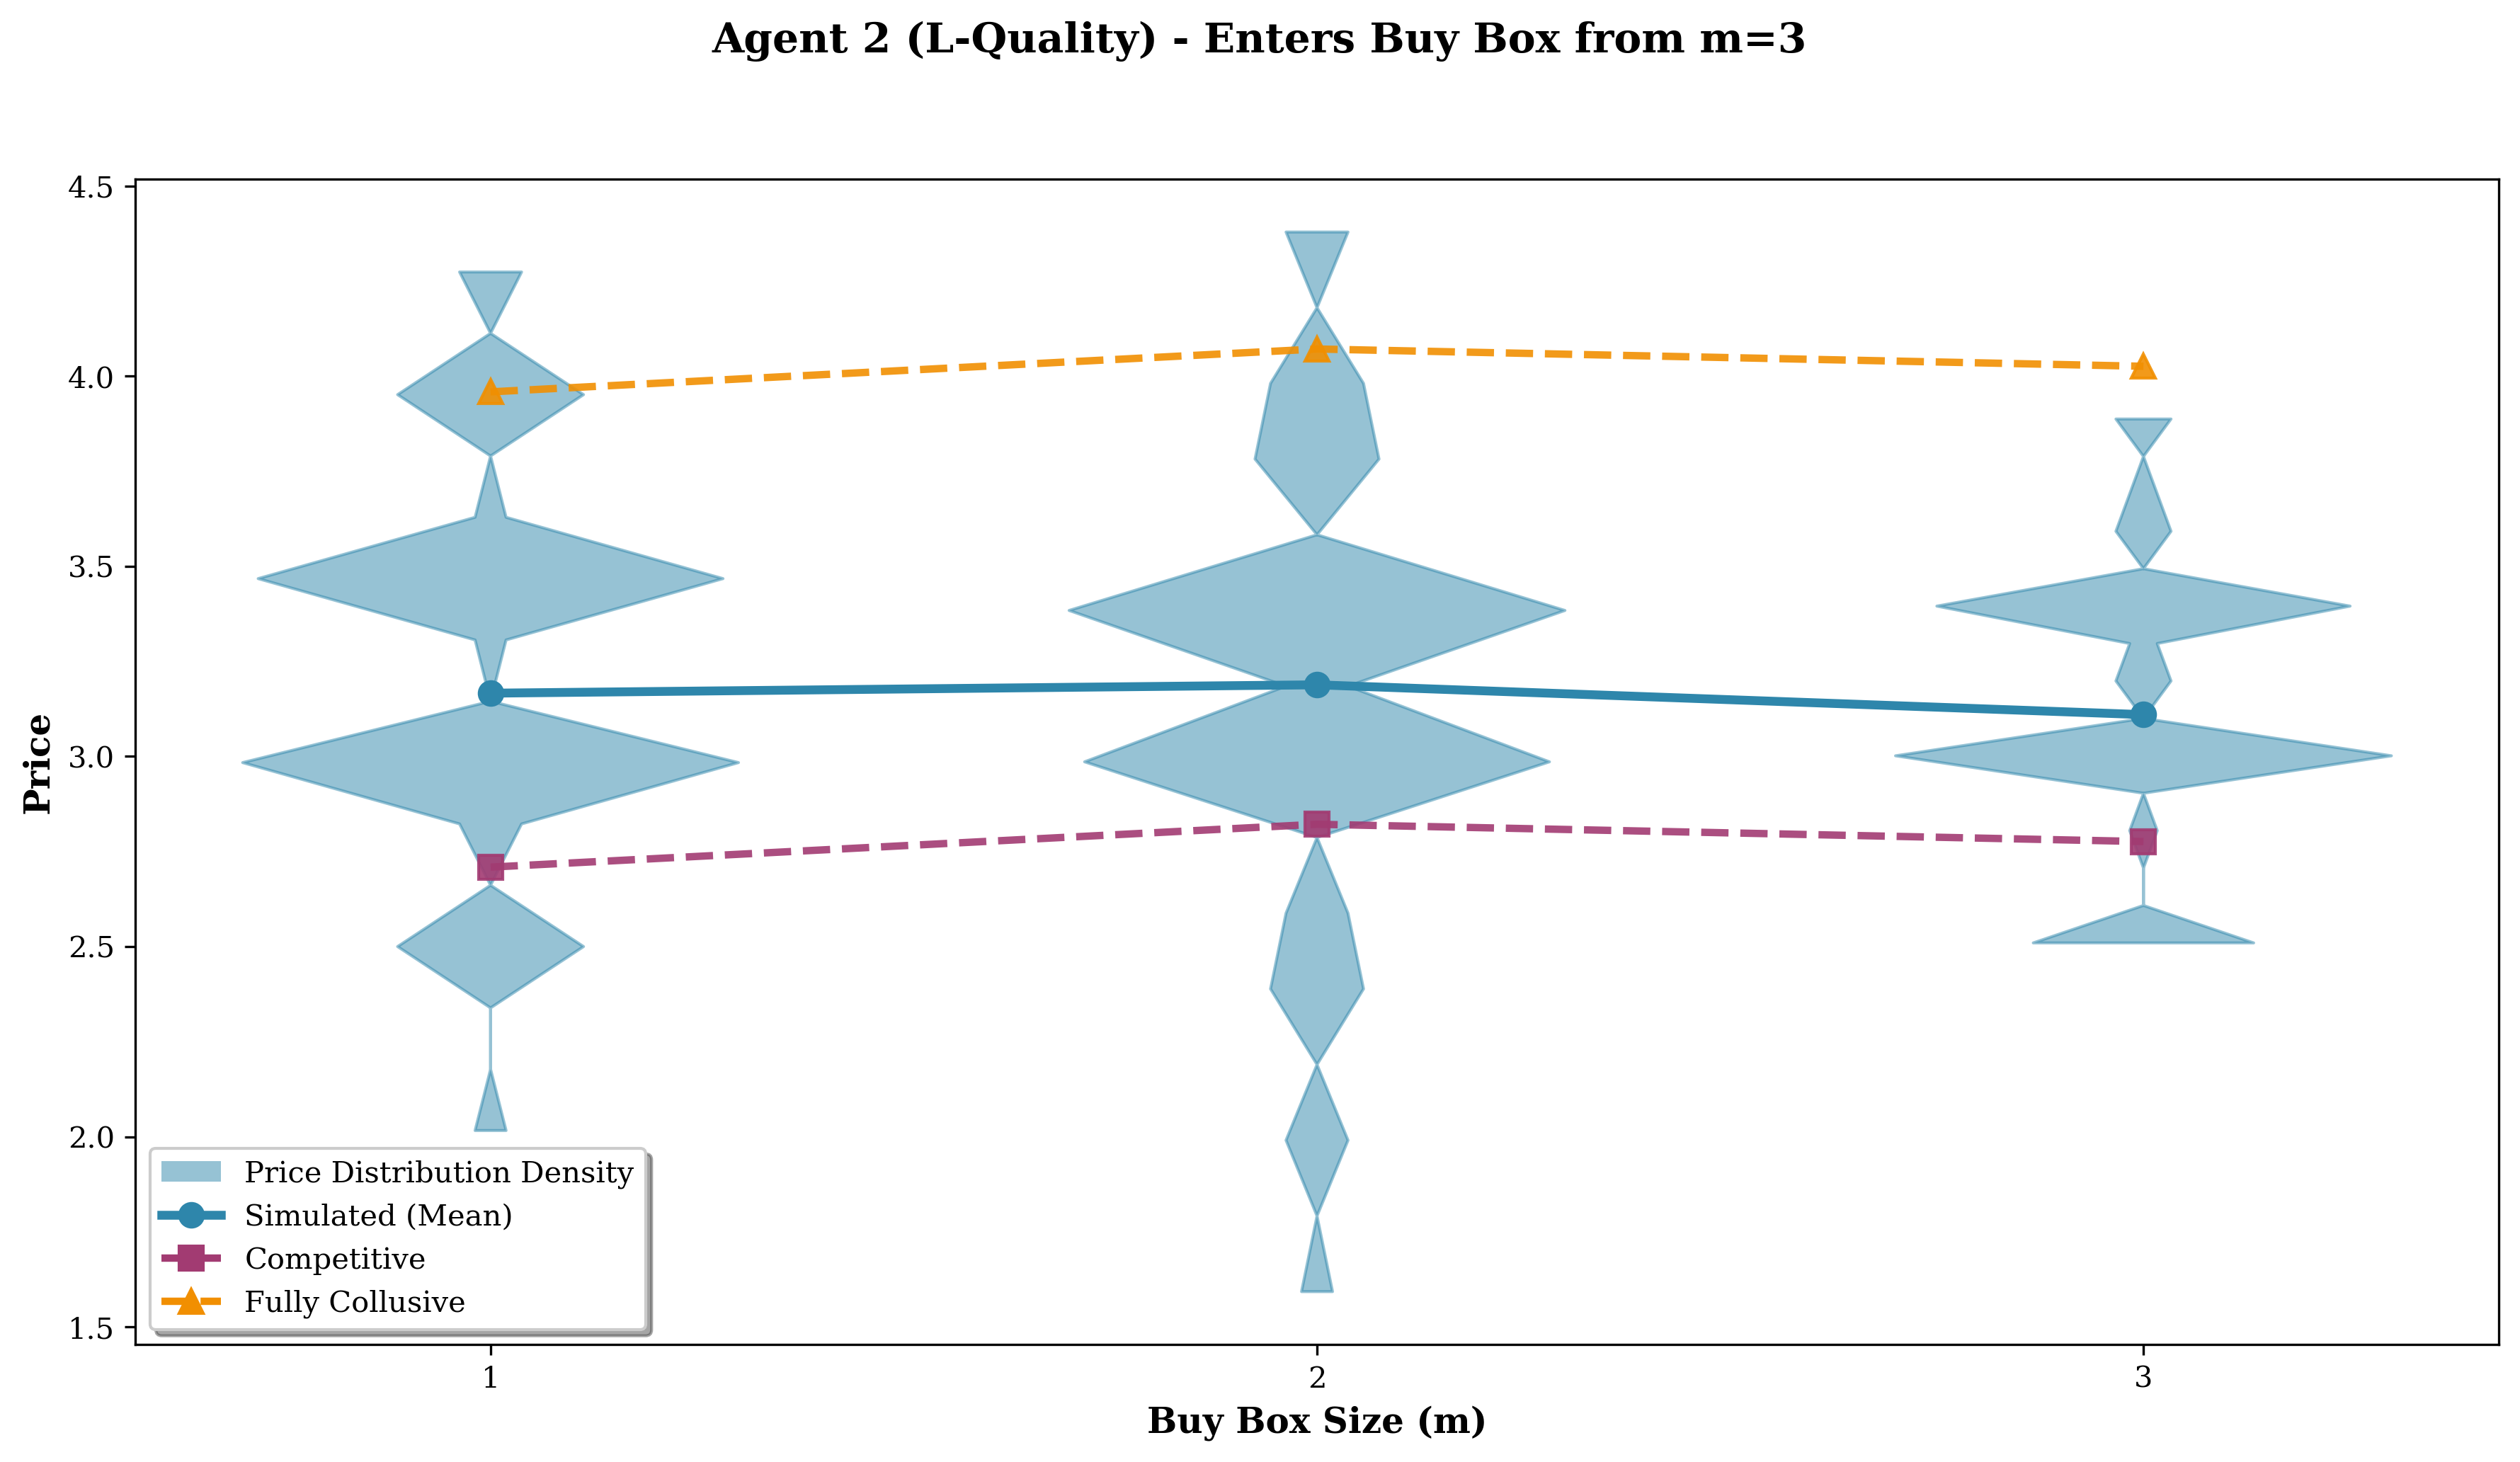 Agent 2 (L-Quality) - Enters Buy Box from m=3
4.5
4.0
3.5
3.0
2.5
2.0
1.5
Price
Price Distribution Density
Simulated (Mean)
Competitive
Fully Collusive
1 2 3
Buy Box Size (m)